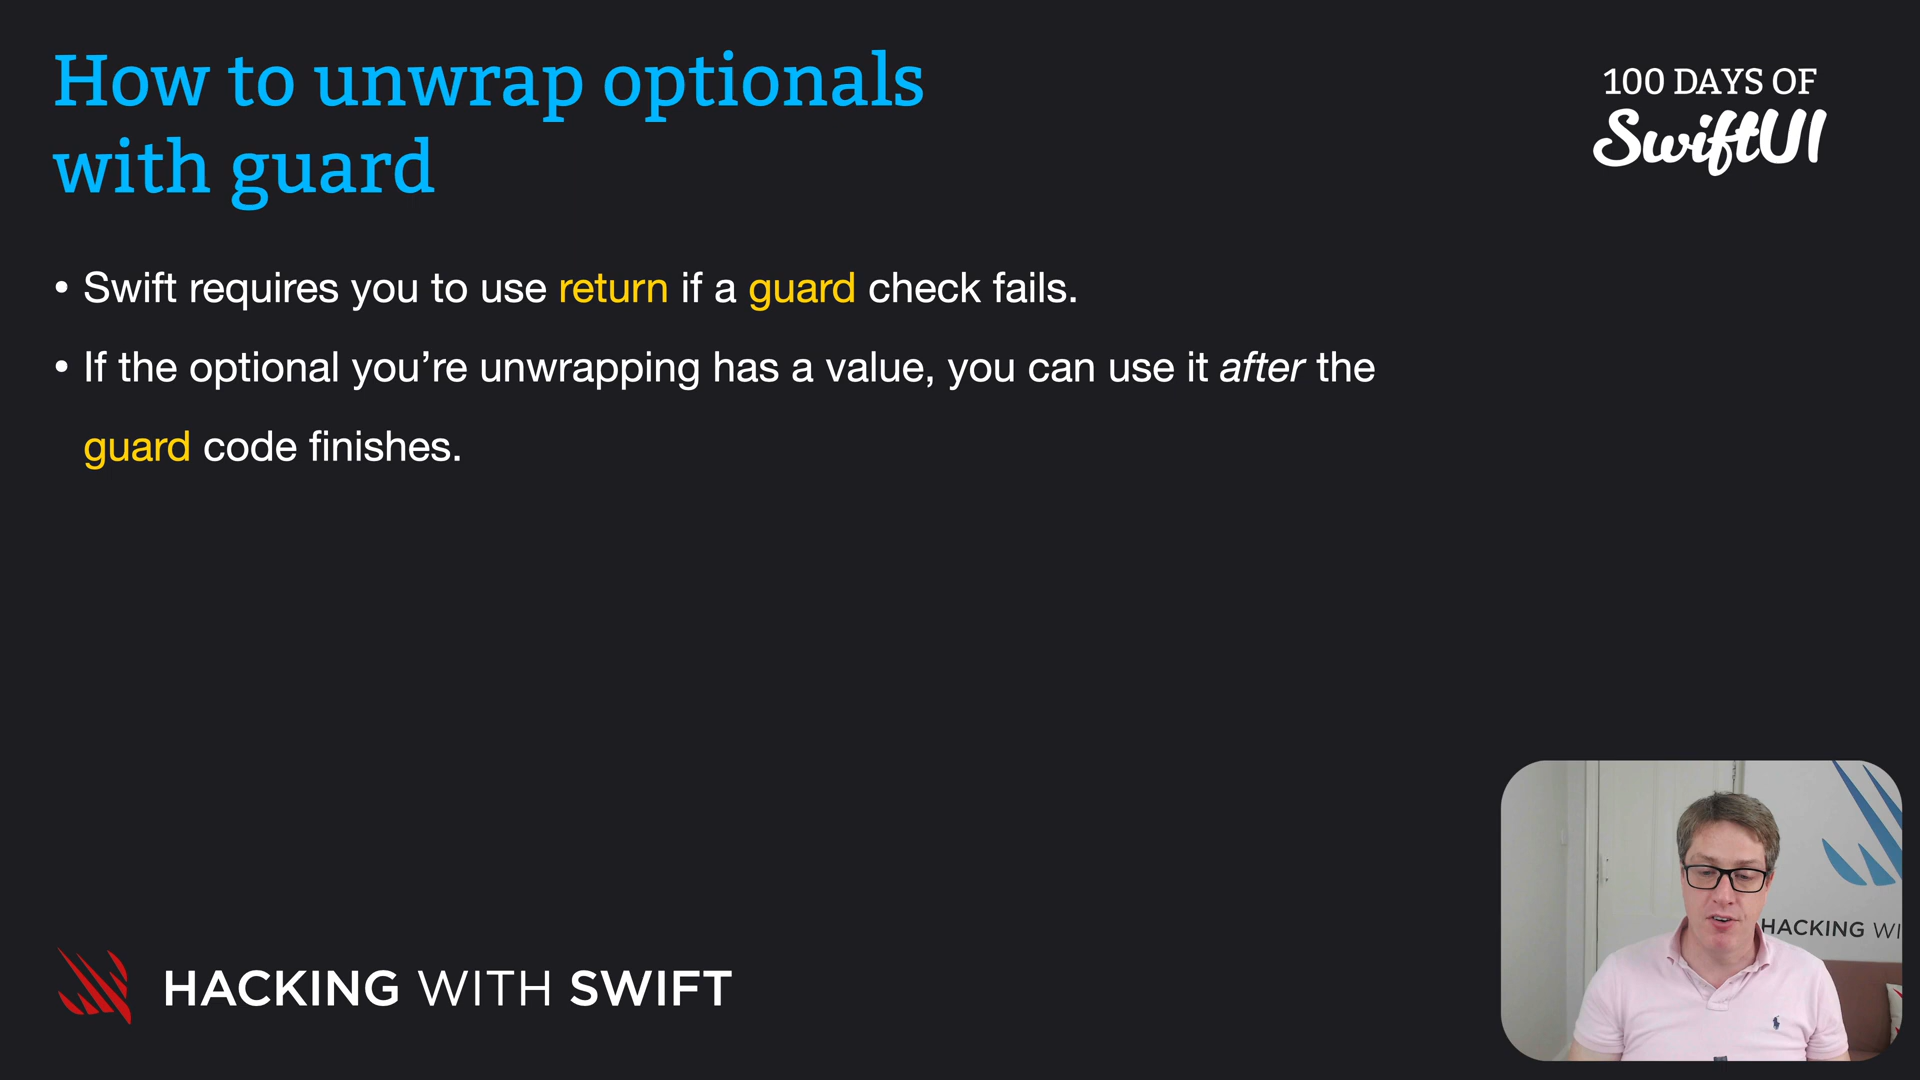 How to unwrap optionals
with guard
100 DAYS OF
SwiftUI
• Swift requires you to use return if a guard check fails.
• If the optional you’re unwrapping has a value, you can use it after the
guard code finishes.
HACKING WI
HACKING WITH SWIFT